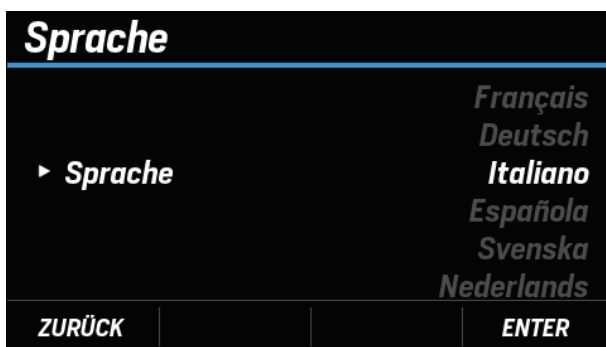 Sprache
Français
Deutsch
Sprache Italiano
Española
Svenska
Nederlands
ZURÜCK ENTER